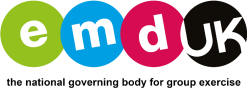 emduk
the national governing body for group exercise